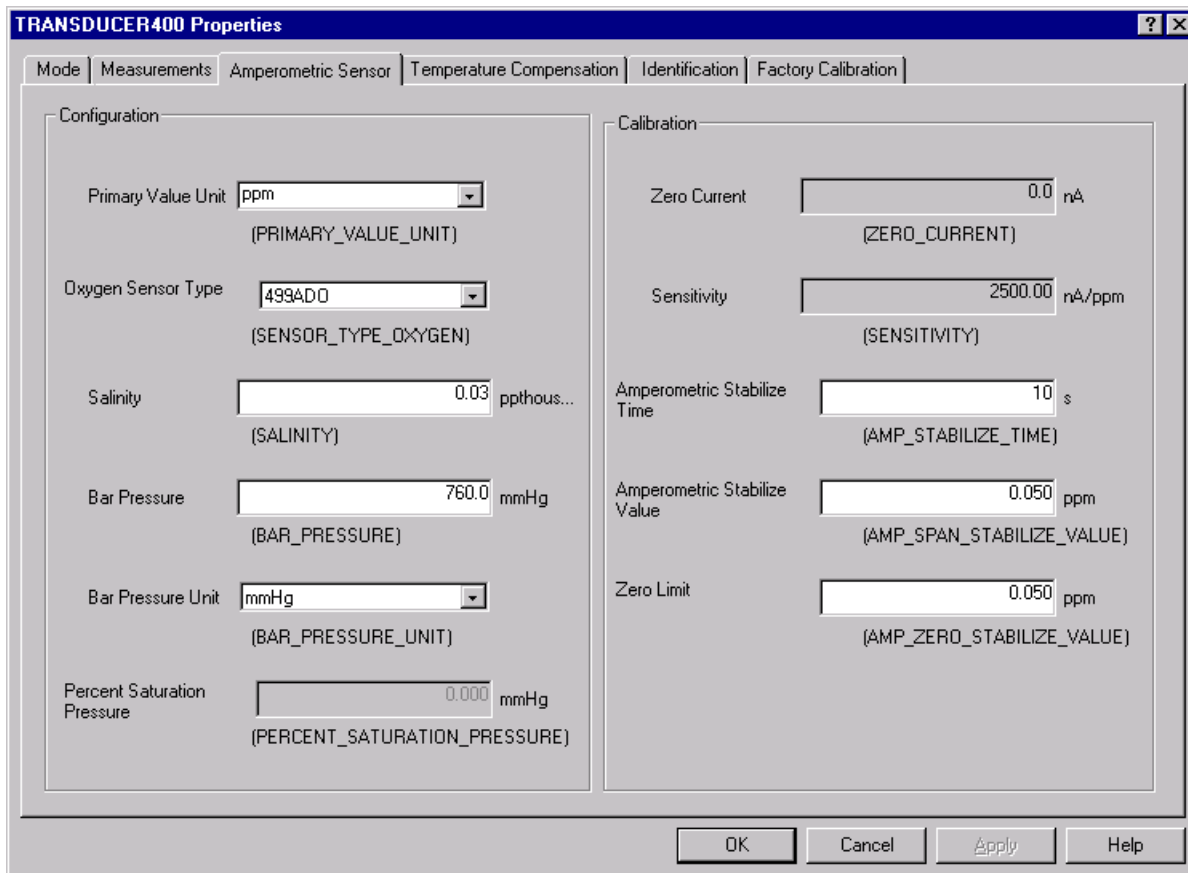 TRANSDUCER400 Properties
Mode
Measurements
Amperometric Sensor
Temperature Compensation
Identification
Factory Calibration
Configuration
Primary Value Unit
ppm
(PRIMARY_VALUE_UNIT)
Oxygen Sensor Type
499ADO
(SENSOR_TYPE_OXYGEN)
Salinity
0.03 ppthous...
(SALINITY)
Bar Pressure
760.0 mmHg
(BAR_PRESSURE)
Bar Pressure Unit
mmHg
(BAR_PRESSURE_UNIT)
Percent Saturation
Pressure
0.000 mmHg
(PERCENT_SATURATION_PRESSURE)
Calibration
Zero Current
0.0 nA
(ZERO_CURRENT)
Sensitivity
2500.00 nA/ppm
(SENSITIVITY)
Amperometric Stabilize
Time
10 s
(AMP_STABILIZE_TIME)
Amperometric Stabilize
Value
0.050 ppm
(AMP_SPAN_STABILIZE_VALUE)
Zero Limit
0.050 ppm
(AMP_ZERO_STABILIZE_VALUE)
OK
Cancel
Apply
Help